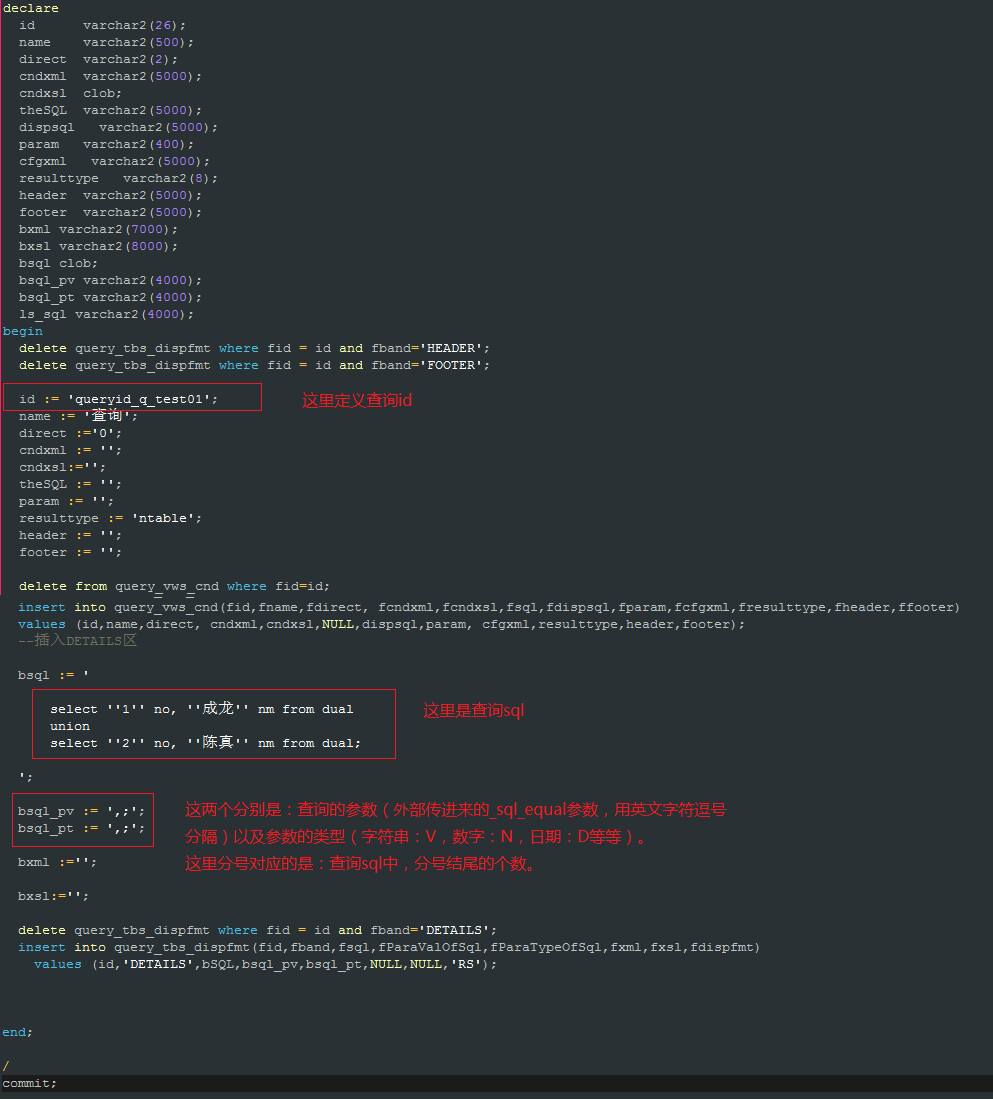 declare
id varchar2(26);
name varchar2(500);
direct varchar2(2);
cndxml varchar2(5000);
cndxsl clob;
theSQL varchar2(5000);
dispsql varchar2(5000);
param varchar2(400);
cfgxml varchar2(5000);
resulttype varchar2(8);
header varchar2(5000);
footer varchar2(5000);
bxml varchar2(7000);
bxsl varchar2(8000);
bsql clob;
bsql_pv varchar2(4000);
bsql_pt varchar2(4000);
ls_sql varchar2(4000);
begin
delete query_tbs_dispfmt where fid = id and fband='HEADER';
delete query_tbs_dispfmt where fid = id and fband='FOOTER';
id := 'queryid_q_test01'; 这里定义查询id
name := '查询';
direct :='0';
cndxml := '';
cndxsl:='';
theSQL := '';
param := '';
resulttype := 'ntable';
header := '';
footer := '';
delete from query_vws_cnd where fid=id;
insert into query_vws_cnd(fid,fname,fdirect, fcndxml,fcndxsl,fsql,fdispsql,fparam,fcfgxml,fresulttype,fheader,ffooter)
values (id,name,direct, cndxml,cndxsl,NULL,dispsql,param, cfgxml,resulttype,header,footer);
--插入DETAILS区
bsql := '
select ''1'' no, ''成龙'' nm from dual 这里是查询sql
union
select ''2'' no, ''陈真'' nm from dual;
';
bsql_pv := ',;'; 这两个分别是：查询的参数（外部传进来的_sql_equal参数，用英文字符逗号
bsql_pt := ',;'; 分隔）以及参数的类型（字符串：V，数字：N，日期：D等等）。
bxml :=''; 这里分号对应的是：查询sql中，分号结尾的个数。
bxsl:='';
delete query_tbs_dispfmt where fid = id and fband='DETAILS';
insert into query_tbs_dispfmt(fid,fband,fsql,fParaValOfSql,fParaTypeOfSql,fxml,fxsl,fdispfmt)
values (id,'DETAILS',bSQL,bsql_pv,bsql_pt,NULL,NULL,'RS');
end;
/
commit;